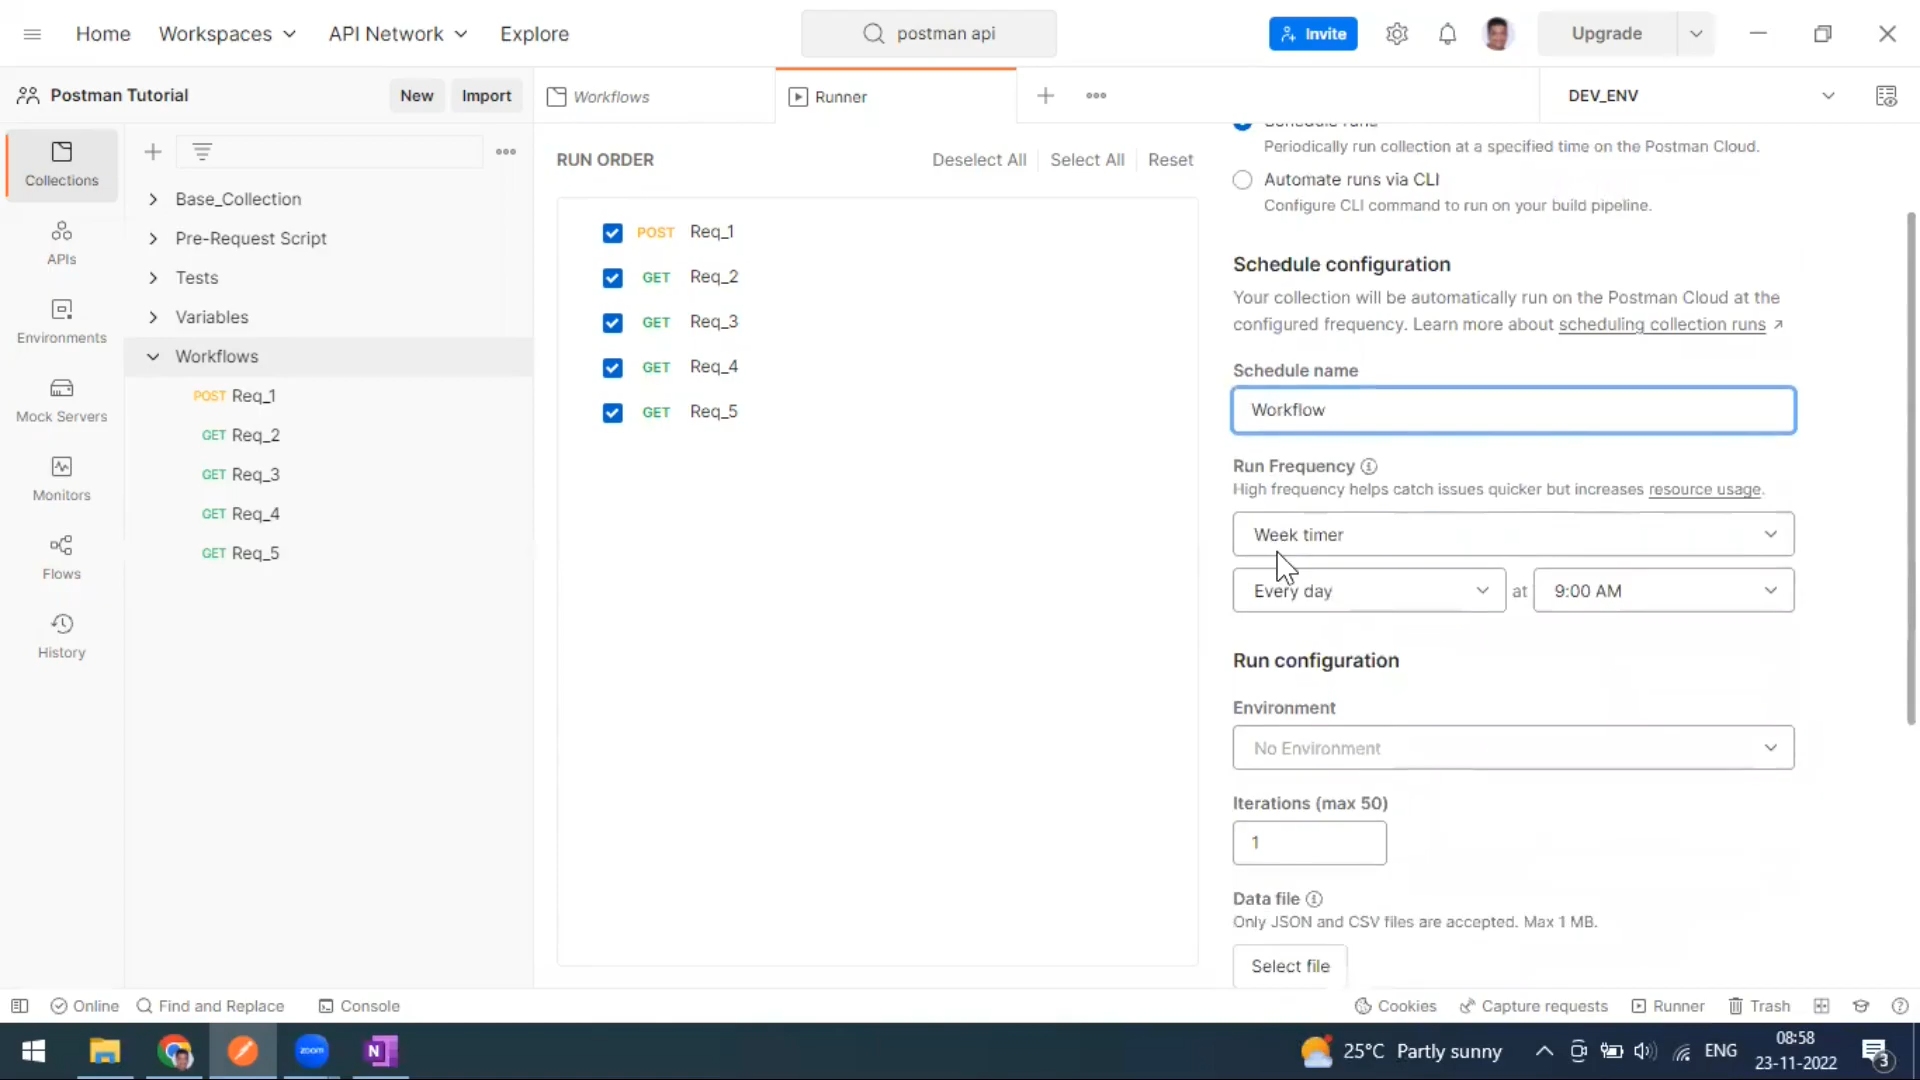 Home
Workspaces
API Network
Explore
postman api
Invite
Upgrade
Postman Tutorial
New
Import
Workflows
Runner
DEV_ENV
Collections
APIs
Environments
Mock Servers
Monitors
Flows
History
Base_Collection
Pre-Request Script
Tests
Variables
Workflows
POST Req_1
GET Req_2
GET Req_3
GET Req_4
GET Req_5
RUN ORDER
Deselect All
Select All
Reset
POST Req_1
GET Req_2
GET Req_3
GET Req_4
GET Req_5
Schedule runs
Periodically run collection at a specified time on the Postman Cloud.
Automate runs via CLI
Configure CLI command to run on your build pipeline.
Schedule configuration
Your collection will be automatically run on the Postman Cloud at the
configured frequency. Learn more about scheduling collection runs ↗
Schedule name
Workflow
Run Frequency
High frequency helps catch issues quicker but increases resource usage.
Week timer
Every day at 9:00 AM
Run configuration
Environment
No Environment
Iterations (max 50)
1
Data file
Only JSON and CSV files are accepted. Max 1 MB.
Select file
Online
Find and Replace
Console
Cookies
Capture requests
Runner
Trash
zoom
N
25°C Partly sunny
ENG
08:58
23-11-2022
3